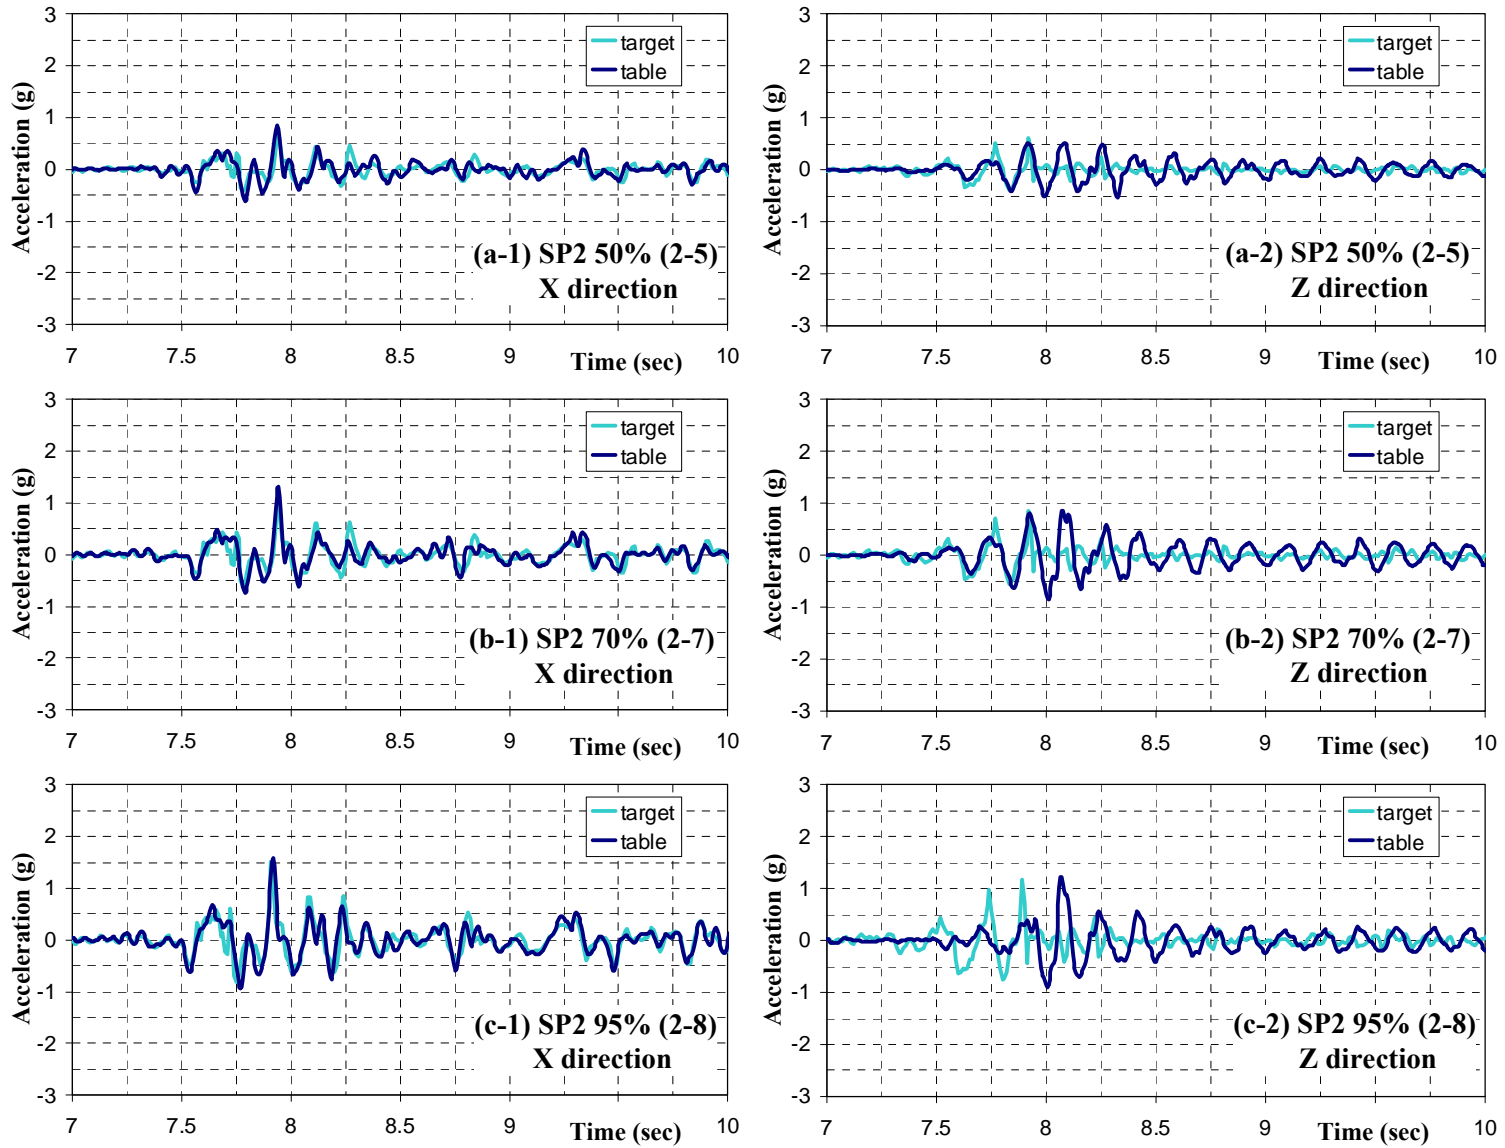 3
2
1
0
-1
-2
-3
Acceleration (g)
target
table
(a-1) SP2 50% (2-5)
X direction
7
7.5
8
8.5
9
Time (sec)
10
3
2
1
0
-1
-2
-3
Acceleration (g)
target
table
(a-2) SP2 50% (2-5)
Z direction
7
7.5
8
8.5
9
Time (sec)
10
3
2
1
0
-1
-2
-3
Acceleration (g)
target
table
(b-1) SP2 70% (2-7)
X direction
7
7.5
8
8.5
9
Time (sec)
10
3
2
1
0
-1
-2
-3
Acceleration (g)
target
table
(b-2) SP2 70% (2-7)
Z direction
7
7.5
8
8.5
9
Time (sec)
10
3
2
1
0
-1
-2
-3
Acceleration (g)
target
table
(c-1) SP2 95% (2-8)
X direction
7
7.5
8
8.5
9
Time (sec)
10
3
2
1
0
-1
-2
-3
Acceleration (g)
target
table
(c-2) SP2 95% (2-8)
Z direction
7
7.5
8
8.5
9
Time (sec)
10